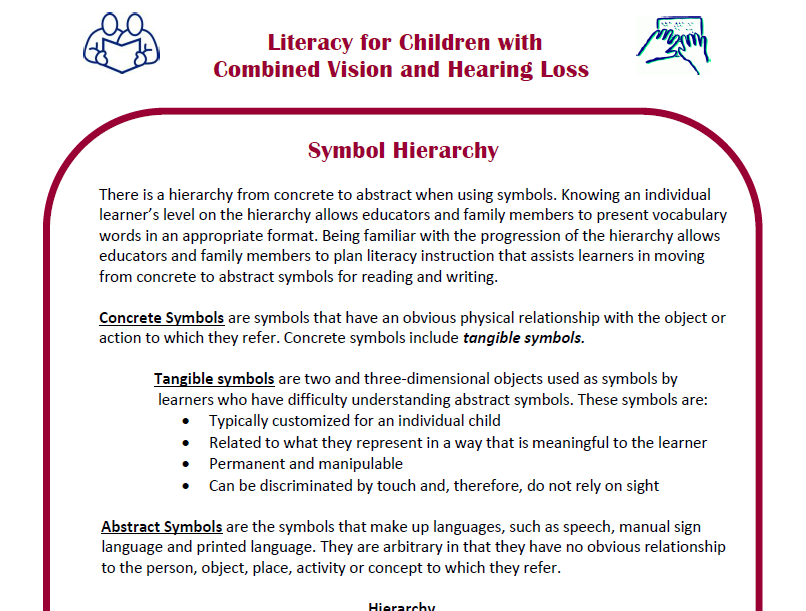 Literacy for Children with
Combined Vision and Hearing Loss
Symbol Hierarchy
There is a hierarchy from concrete to abstract when using symbols. Knowing an individual
learner’s level on the hierarchy allows educators and family members to present vocabulary
words in an appropriate format. Being familiar with the progression of the hierarchy allows
educators and family members to plan literacy instruction that assists learners in moving
from concrete to abstract symbols for reading and writing.
Concrete Symbols are symbols that have an obvious physical relationship with the object or
action to which they refer. Concrete symbols include tangible symbols.
Tangible symbols are two and three-dimensional objects used as symbols by
learners who have difficulty understanding abstract symbols. These symbols are:
• Typically customized for an individual child
• Related to what they represent in a way that is meaningful to the learner
• Permanent and manipulable
• Can be discriminated by touch and, therefore, do not rely on sight
Abstract Symbols are the symbols that make up languages, such as speech, manual sign
language and printed language. They are arbitrary in that they have no obvious relationship
to the person, object, place, activity or concept to which they refer.
Hierarchy